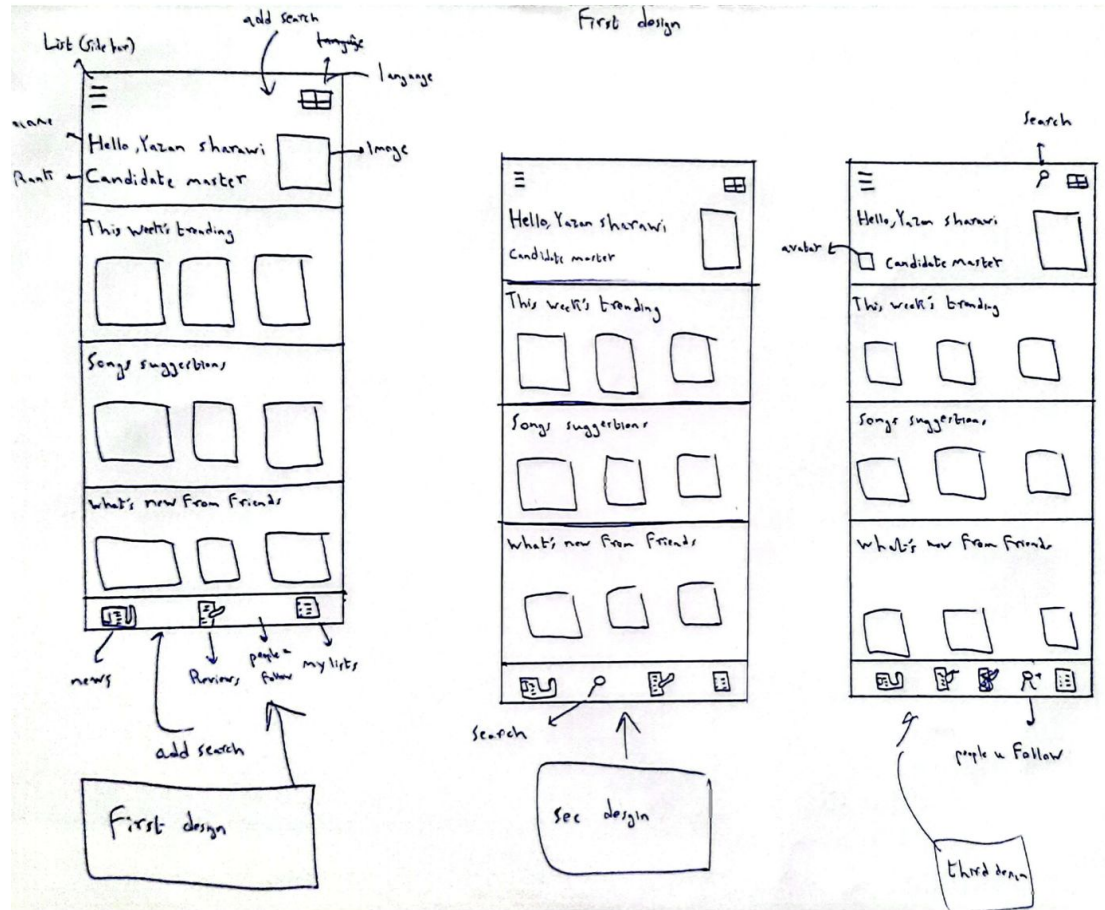 First design
add search
List (side bar)
language
name
Hello, Yazan sharawi
Image
Rank
Candidate master
This week's trending
Songs suggestions
what's new From Friends
news
Reviews
people u
Follow
my lists
add search
First design
Hello, Yazan sharawi
Candidate master
This week's trending
Songs suggestions
what's new From Friends
Search
Sec desgin
Search
Hello, Yazan sharawi
avatar
Candidate master
This week's trending
Songs suggestions
what's new From Friends
people u Follow
third design